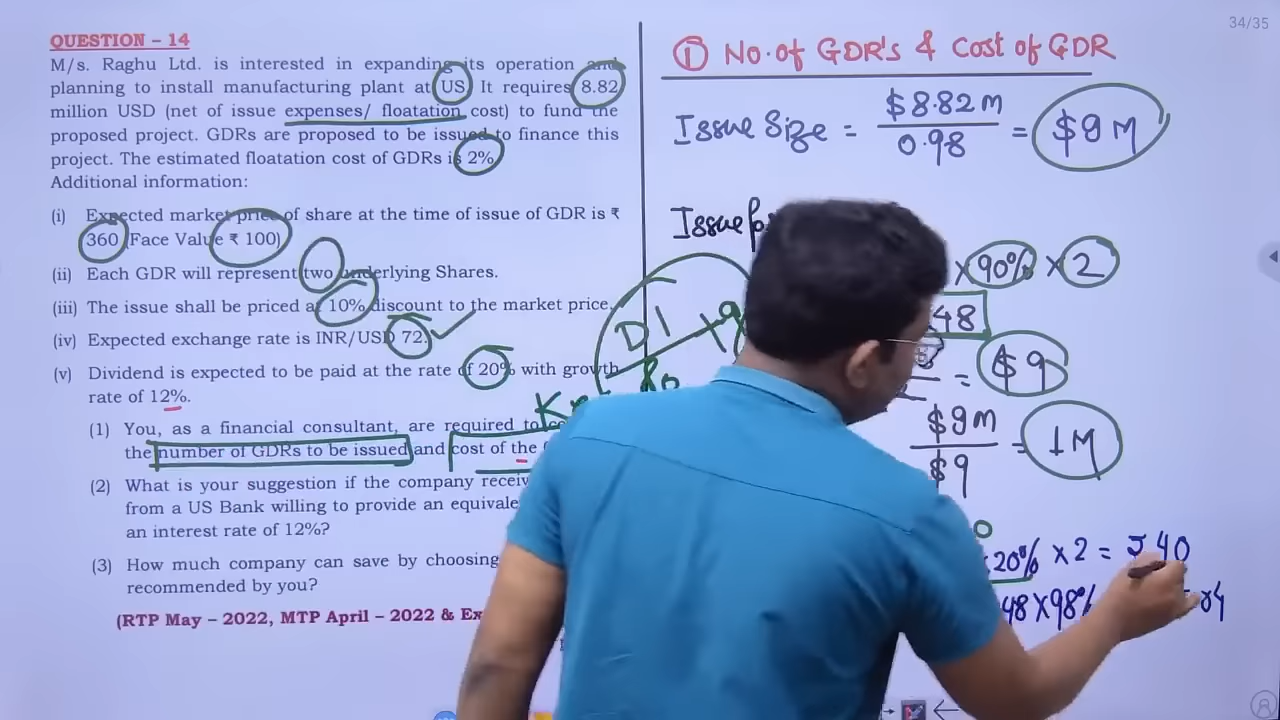 34/35
QUESTION – 14
M/s. Raghu Ltd. is interested in expanding its operation and
planning to install manufacturing plant at US. It requires 8.82
million USD (net of issue expenses/ floatation cost) to fund the
proposed project. GDRs are proposed to be issued to finance this
project. The estimated floatation cost of GDRs is 2%.
Additional information:
(i) Expected market price of share at the time of issue of GDR is ₹
360 (Face Value ₹ 100)
(ii) Each GDR will represent two underlying Shares.
(iii) The issue shall be priced at 10% discount to the market price.
(iv) Expected exchange rate is INR/USD 72.
(v) Dividend is expected to be paid at the rate of 20% with growth
rate of 12%.
(1) You, as a financial consultant, are required to
the number of GDRs to be issued and cost of the
(2) What is your suggestion if the company
from a US Bank willing to provide an
an interest rate of 12%?
(3) How much company can save by choosing
recommended by you?
(RTP May – 2022, MTP April – 2022 &
① No. of GDR's & Cost of GDR
Issue Size = $8.82M / 0.98 = $9M
Issue
× 90% × 2
48
= $9
$9M / $9 = 1M
D1
80
20% × 2 = ₹40
48 × 98%